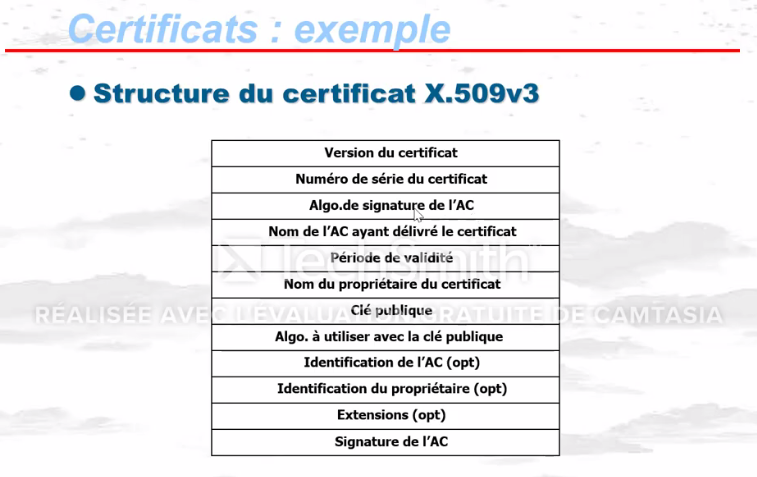 Certificats : exemple
Structure du certificat X.509v3
Version du certificat
Numéro de série du certificat
Algo.de signature de l'AC
Nom de l'AC ayant délivré le certificat
Période de validité
TechSmith
Nom du propriétaire du certificat
Clé publique
RÉALISÉE AVEC L'ÉVALUATION GRATUITE DE CAMTASIA
Algo. à utiliser avec la clé publique
Identification de l'AC (opt)
Identification du propriétaire (opt)
Extensions (opt)
Signature de l'AC